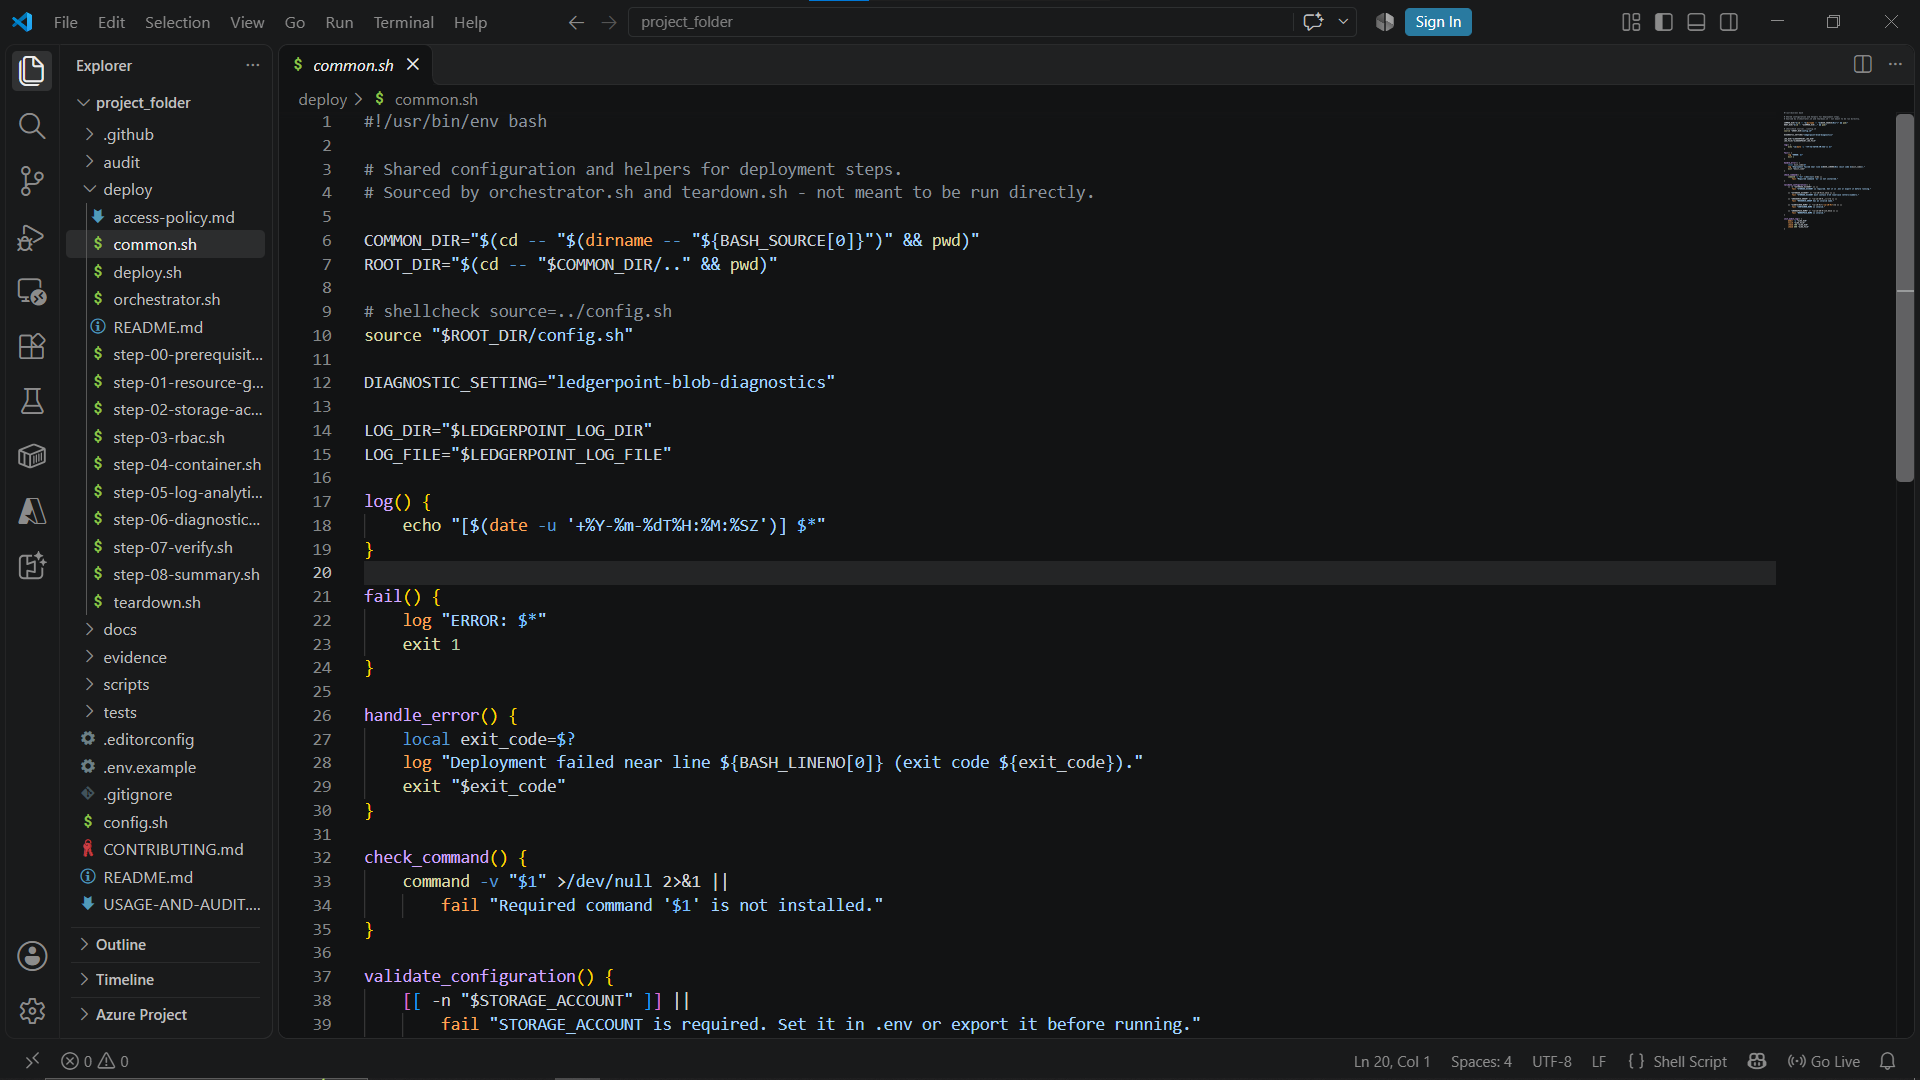 File Edit Selection View Go Run Terminal Help
project_folder
Sign In
Explorer
project_folder
.github
audit
deploy
access-policy.md
common.sh
deploy.sh
orchestrator.sh
README.md
step-00-prerequisit...
step-01-resource-g...
step-02-storage-ac...
step-03-rbac.sh
step-04-container.sh
step-05-log-analyti...
step-06-diagnostic...
step-07-verify.sh
step-08-summary.sh
teardown.sh
docs
evidence
scripts
tests
.editorconfig
.env.example
.gitignore
config.sh
CONTRIBUTING.md
README.md
USAGE-AND-AUDIT....
Outline
Timeline
Azure Project
$ common.sh
deploy > $ common.sh
1 #!/usr/bin/env bash
2
3 # Shared configuration and helpers for deployment steps.
4 # Sourced by orchestrator.sh and teardown.sh - not meant to be run directly.
5
6 COMMON_DIR="$(cd -- "$(dirname -- "${BASH_SOURCE[0]}")" && pwd)"
7 ROOT_DIR="$(cd -- "$COMMON_DIR/.." && pwd)"
8
9 # shellcheck source=../config.sh
10 source "$ROOT_DIR/config.sh"
11
12 DIAGNOSTIC_SETTING="ledgerpoint-blob-diagnostics"
13
14 LOG_DIR="$LEDGERPOINT_LOG_DIR"
15 LOG_FILE="$LEDGERPOINT_LOG_FILE"
16
17 log() {
18     echo "[$(date -u '+%Y-%m-%dT%H:%M:%SZ')] $*"
19 }
20
21 fail() {
22     log "ERROR: $*"
23     exit 1
24 }
25
26 handle_error() {
27     local exit_code=$?
28     log "Deployment failed near line ${BASH_LINENO[0]} (exit code ${exit_code})."
29     exit "$exit_code"
30 }
31
32 check_command() {
33     command -v "$1" >/dev/null 2>&1 ||
34         fail "Required command '$1' is not installed."
35 }
36
37 validate_configuration() {
38     [[ -n "$STORAGE_ACCOUNT" ]] ||
39         fail "STORAGE_ACCOUNT is required. Set it in .env or export it before running."
0 0
Ln 20, Col 1 Spaces: 4 UTF-8 LF {} Shell Script Go Live